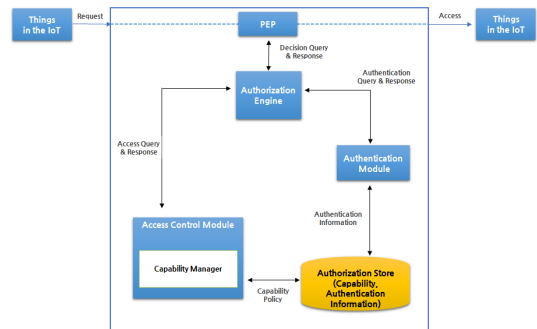 Things
in the IoT
Request
PEP
Access
Things
in the IoT
Decision Query
& Response
Authorization
Engine
Authentication
Query & Response
Access Query
& Response
Authentication
Module
Authentication
Information
Access Control Module
Capability Manager
Capability
Policy
Authorization Store
(Capability,
Authentication
Information)